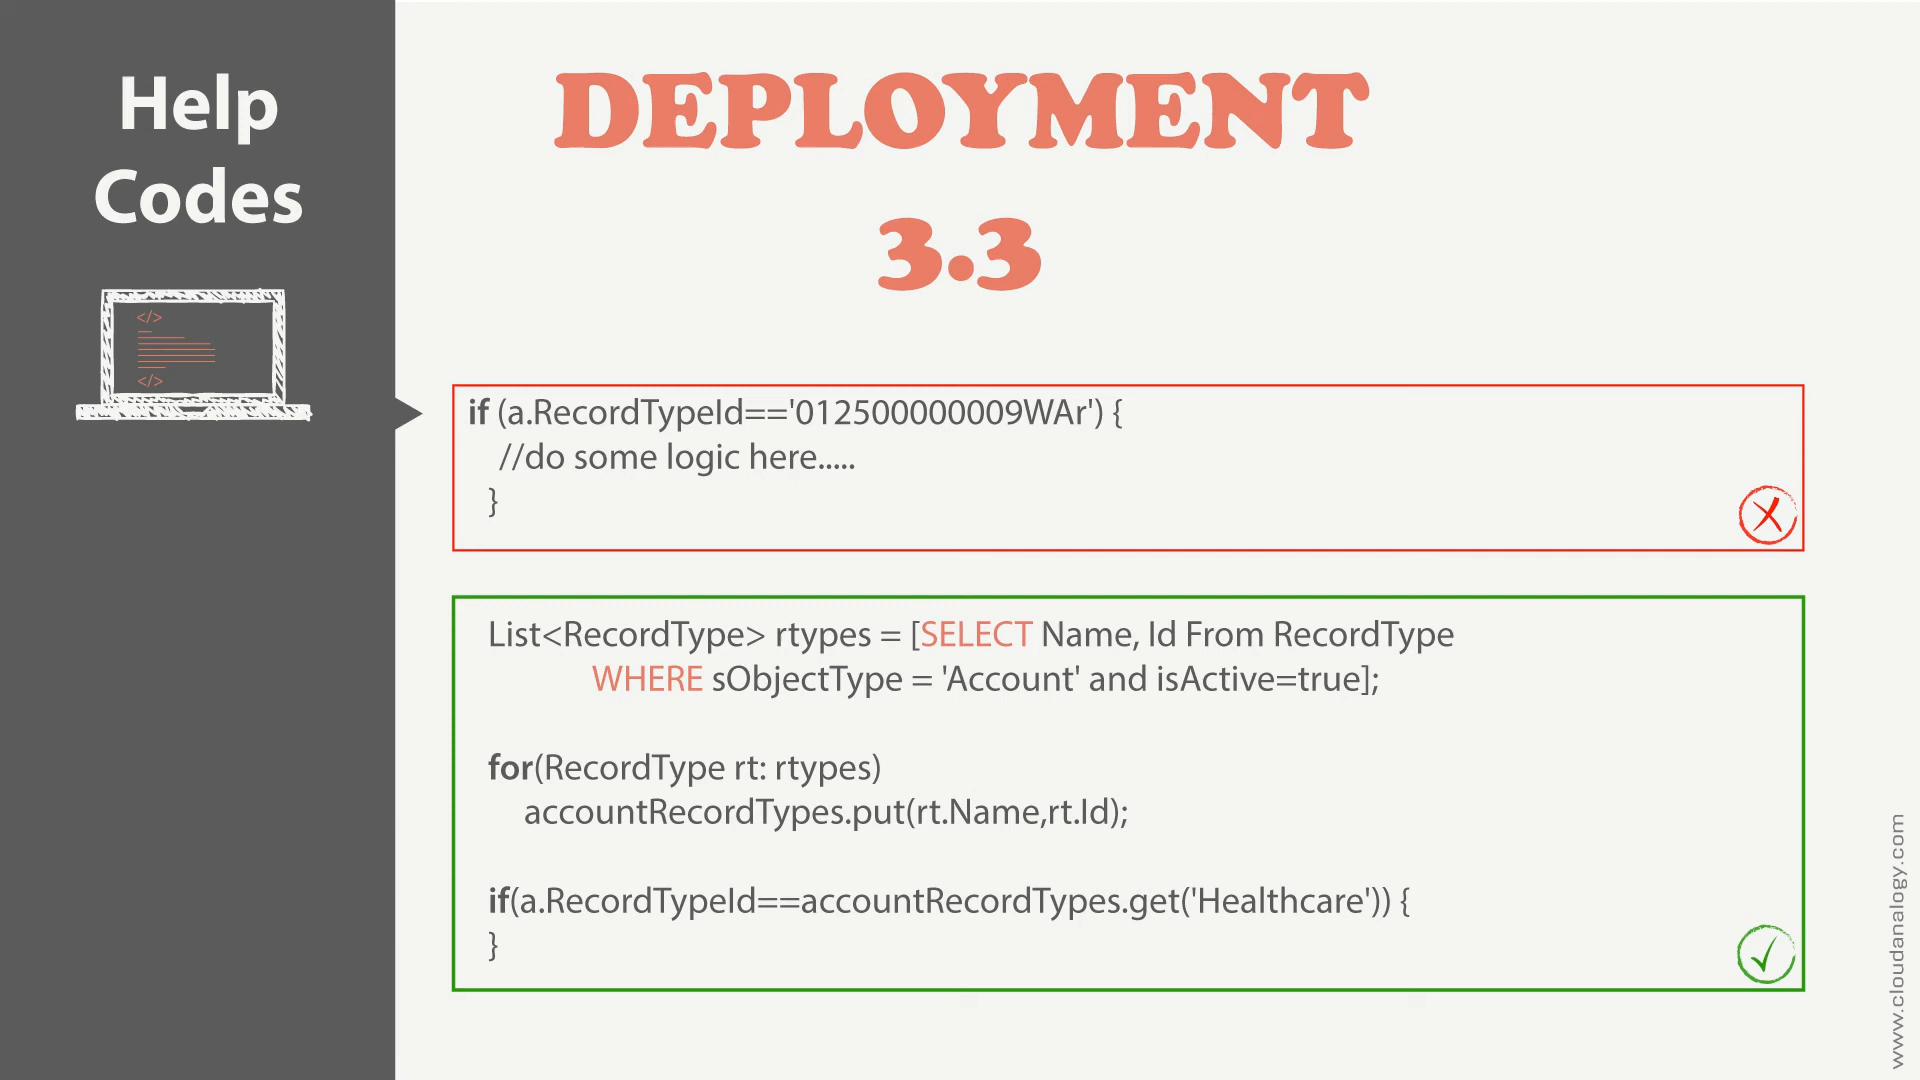 Help
Codes
</>
</>
DEPLOYMENT
3.3
if (a.RecordTypeId=='012500000009WAr') {
//do some logic here.....
}
X
List<RecordType> rtypes = [SELECT Name, Id From RecordType
WHERE sObjectType = 'Account' and isActive=true];
for(RecordType rt: rtypes)
accountRecordTypes.put(rt.Name,rt.Id);
if(a.RecordTypeId==accountRecordTypes.get('Healthcare')) {
}
www.cloudanalogy.com